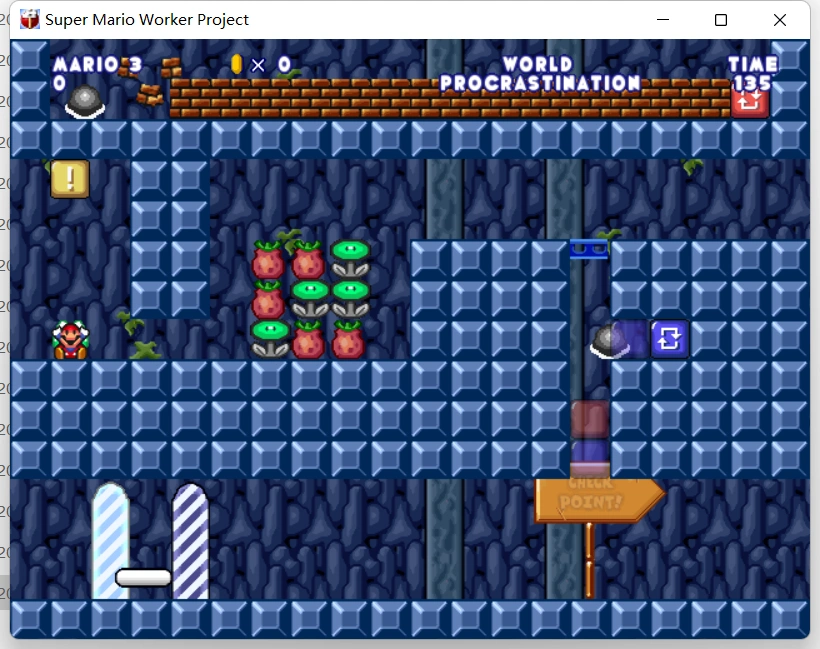 Super Mario Worker Project
MARIO 3
0
× 0
WORLD
PROCRASTINATION
TIME
135
!
CHECK
POINT!